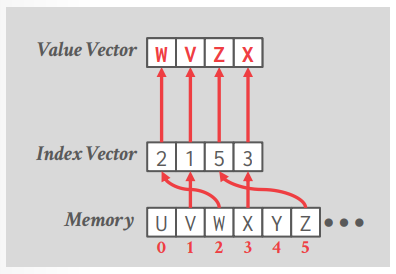 Value Vector W V Z X
Index Vector 2 1 5 3
Memory U V W X Y Z •••
0 1 2 3 4 5